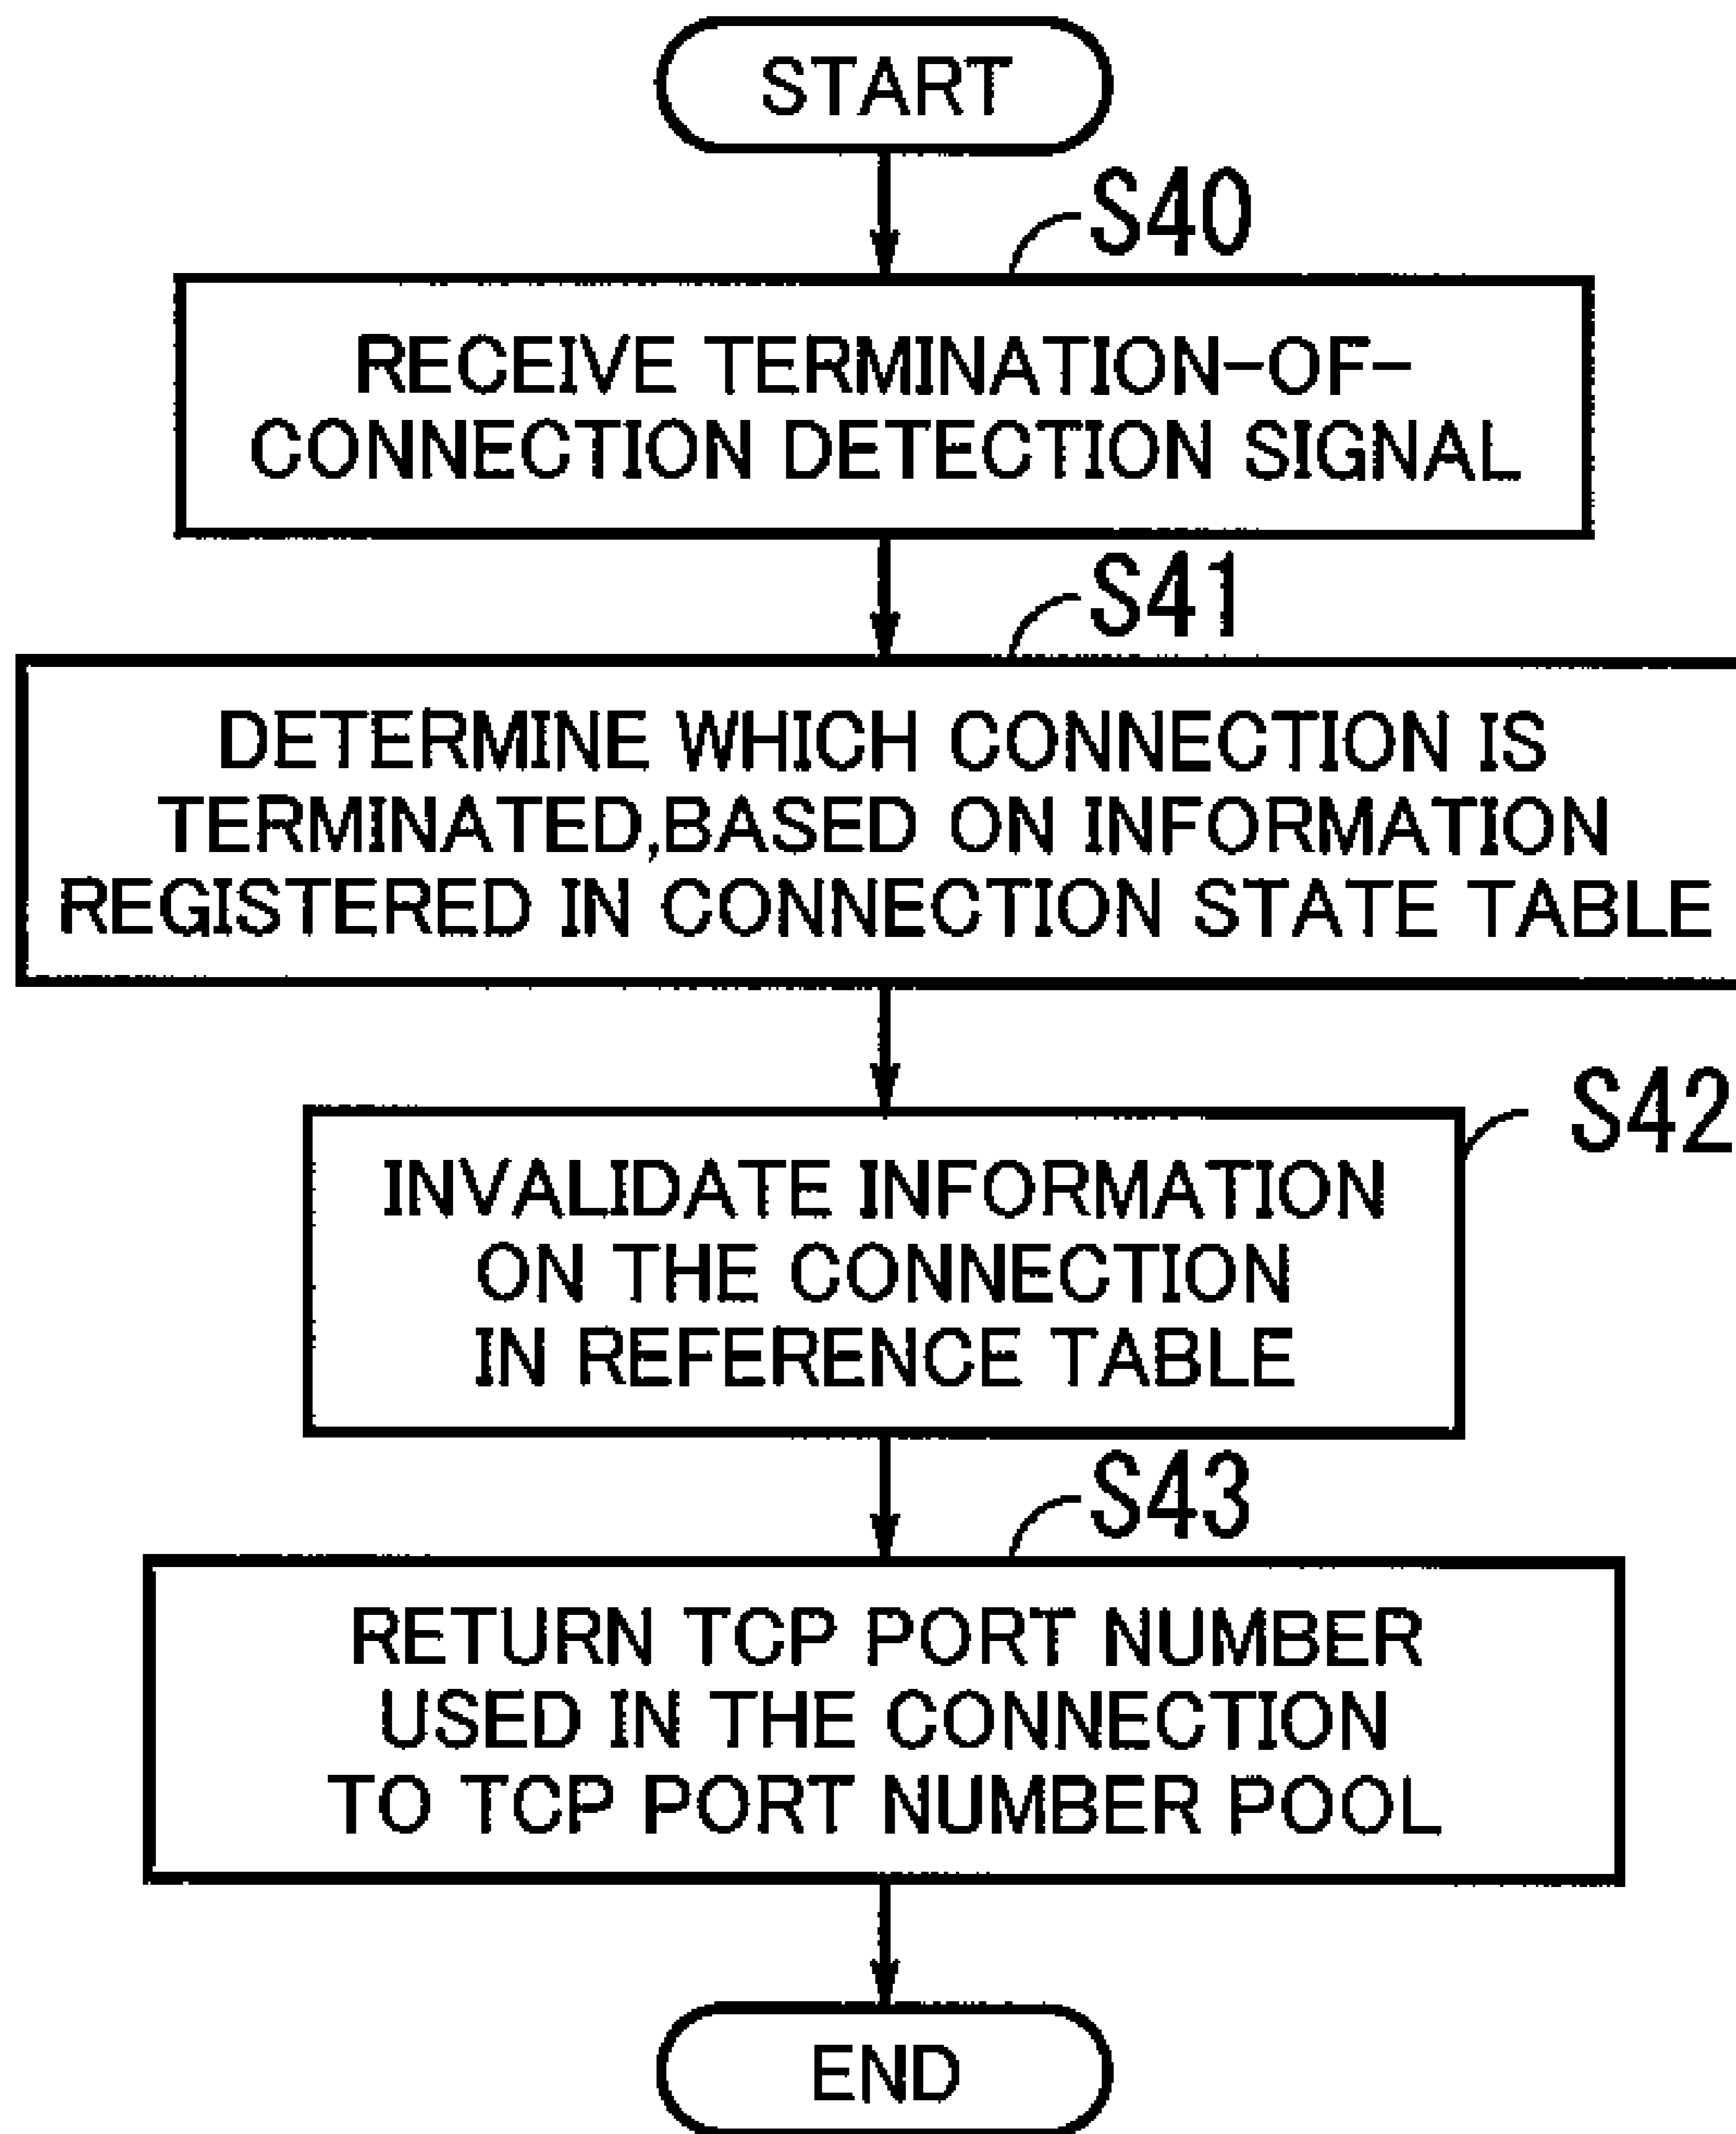 START
S40
RECEIVE TERMINATION-OF-
CONNECTION DETECTION SIGNAL
S41
DETERMINE WHICH CONNECTION IS
TERMINATED,BASED ON INFORMATION
REGISTERED IN CONNECTION STATE TABLE
S42
INVALIDATE INFORMATION
ON THE CONNECTION
IN REFERENCE TABLE
S43
RETURN TCP PORT NUMBER
USED IN THE CONNECTION
TO TCP PORT NUMBER POOL
END